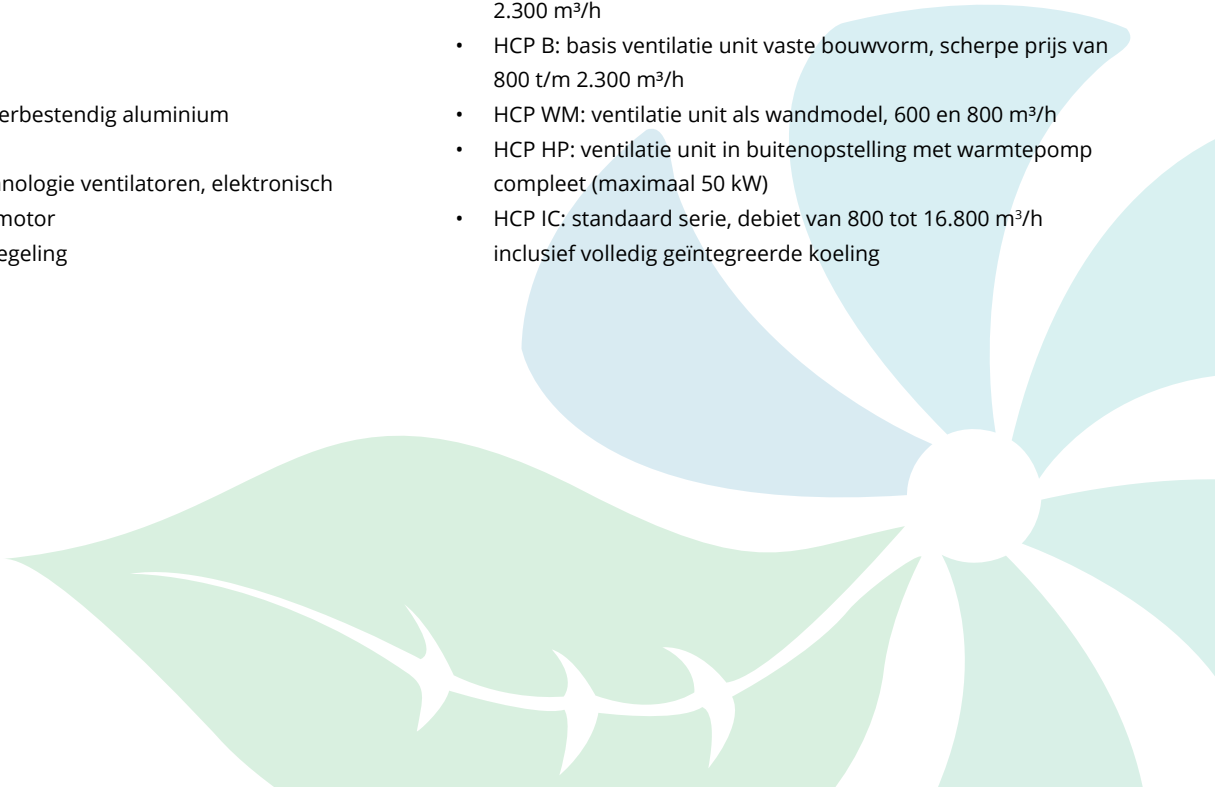 erbestendig aluminium
nologie ventilatoren, elektronisch
motor
egeling
2.300 m³/h
• HCP B: basis ventilatie unit vaste bouwvorm, scherpe prijs van
800 t/m 2.300 m³/h
• HCP WM: ventilatie unit als wandmodel, 600 en 800 m³/h
• HCP HP: ventilatie unit in buitenopstelling met warmtepomp
compleet (maximaal 50 kW)
• HCP IC: standaard serie, debiet van 800 tot 16.800 m³/h
inclusief volledig geïntegreerde koeling